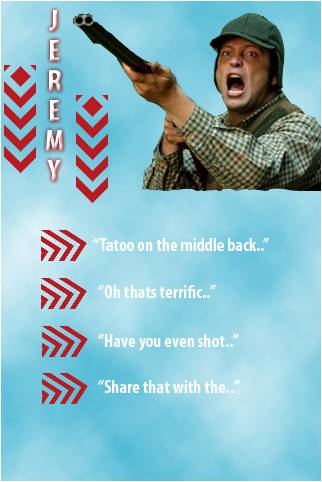 JEREMY
“Tatoo on the middle back..”
“Oh thats terrific..”
“Have you even shot..”
“Share that with the..”